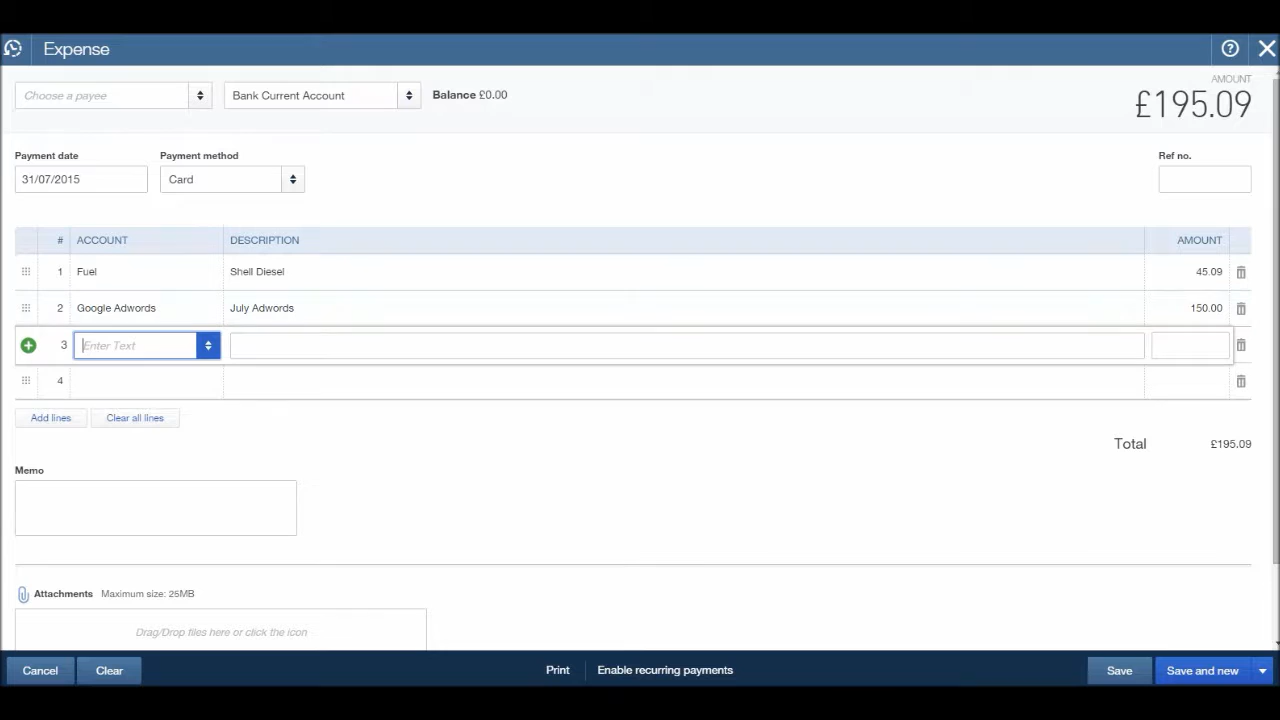 Expense
AMOUNT
Choose a payee Bank Current Account Balance £0.00 £195.09
Payment date Payment method Ref no.
31/07/2015 Card
# ACCOUNT DESCRIPTION AMOUNT
1 Fuel Shell Diesel 45.09
2 Google Adwords July Adwords 150.00
3 Enter Text
4
Add lines Clear all lines
Total £195.09
Memo
Attachments Maximum size: 25MB
Drag/Drop files here or click the icon
Cancel Clear Print Enable recurring payments Save Save and new